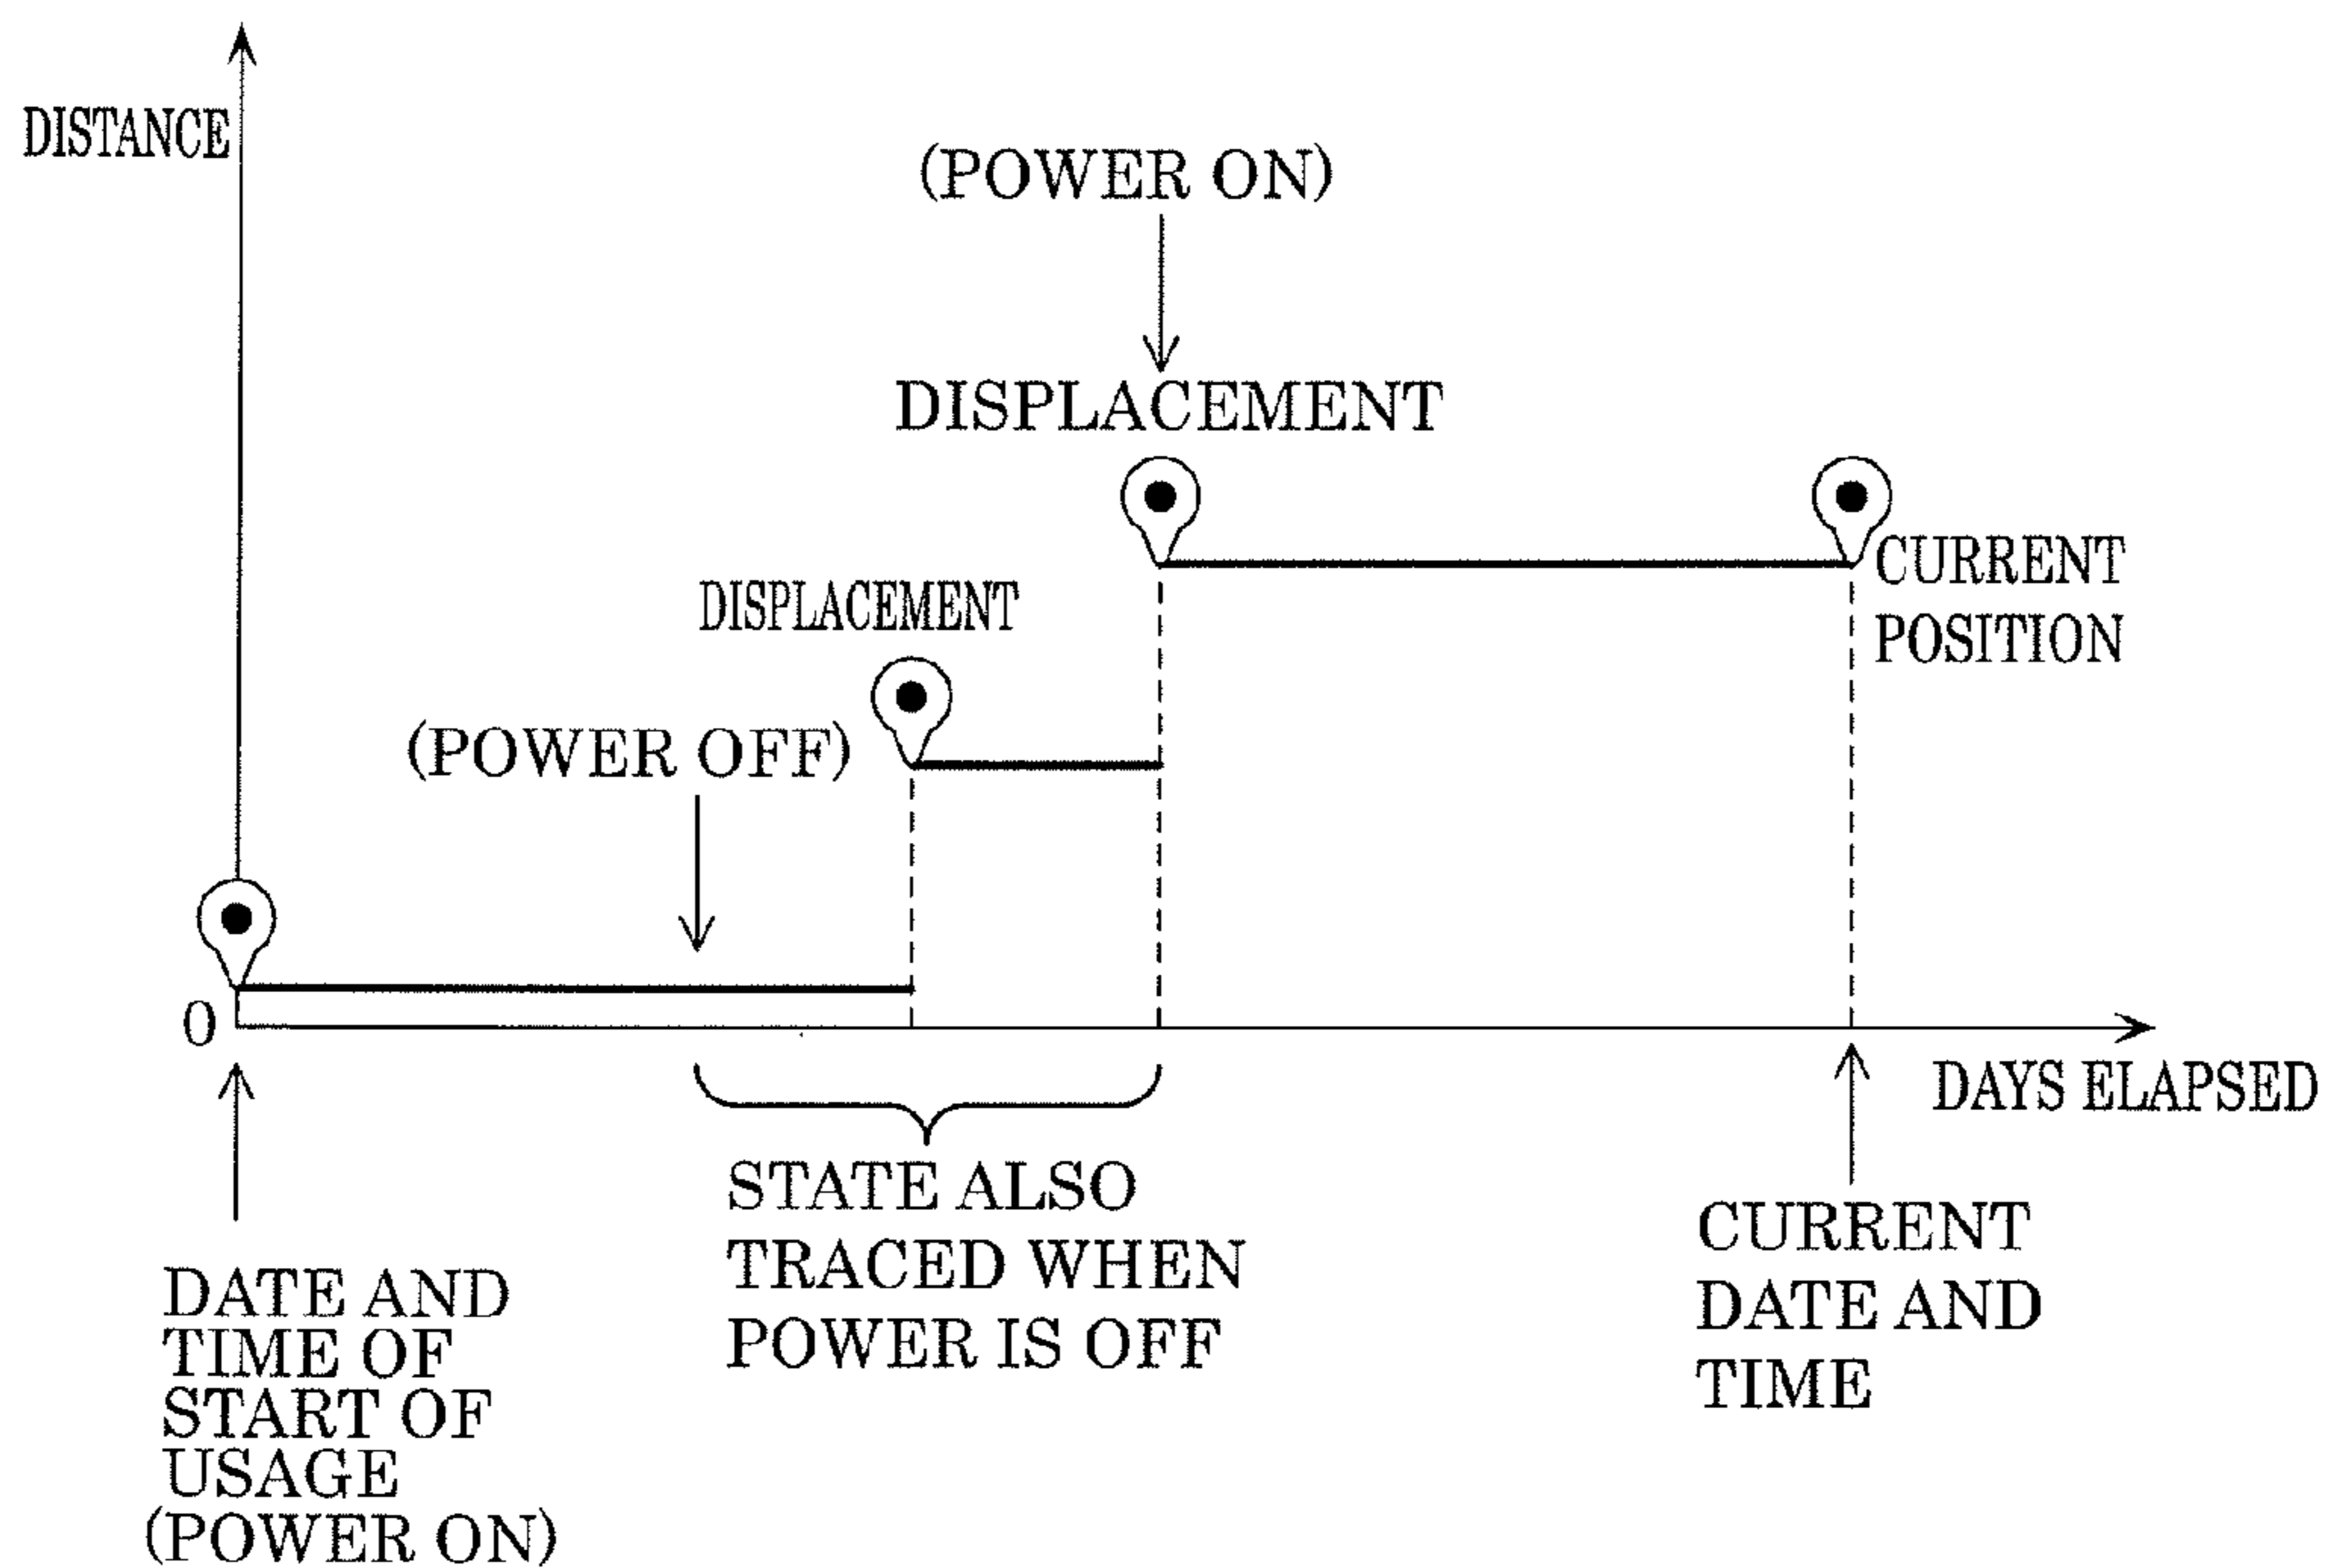 DISTANCE
(POWER ON)
DISPLACEMENT
CURRENT
POSITION
DISPLACEMENT
(POWER OFF)
0
DAYS ELAPSED
STATE ALSO
TRACED WHEN
POWER IS OFF
CURRENT
DATE AND
TIME
DATE AND
TIME OF
START OF
USAGE
(POWER ON)